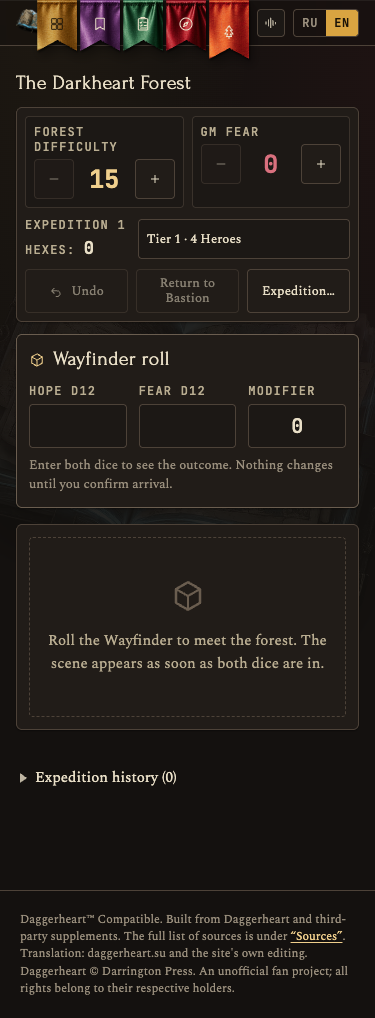 RU
EN
The Darkheart Forest
FOREST
DIFFICULTY
− 15 +
GM FEAR
− 0 +
EXPEDITION 1
HEXES: 0
Tier 1 · 4 Heroes
Undo
Return to
Bastion
Expedition…
Wayfinder roll
HOPE D12
FEAR D12
MODIFIER
0
Enter both dice to see the outcome. Nothing changes
until you confirm arrival.
Roll the Wayfinder to meet the forest. The
scene appears as soon as both dice are in.
Expedition history (0)
Daggerheart™ Compatible. Built from Daggerheart and third-
party supplements. The full list of sources is under “Sources”.
Translation: daggerheart.su and the site's own editing.
Daggerheart © Darrington Press. An unofficial fan project; all
rights belong to their respective holders.